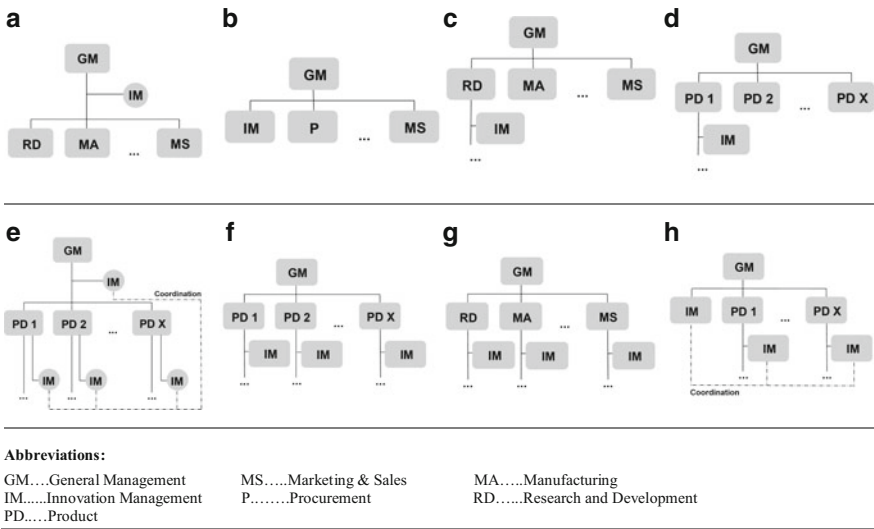 a
GM
IM
RD MA ... MS
b
GM
IM P ... MS
c
GM
RD MA ... MS
IM
...
d
GM
PD 1 PD 2 ... PD X
IM
...
e
GM
IM
Coordination
PD 1 PD 2 ... PD X
IM IM IM
... ... ...
f
GM
PD 1 PD 2 ... PD X
IM IM IM
... ... ...
g
GM
RD MA ... MS
IM IM IM
... ... ...
h
GM
IM PD 1 ... PD X
IM IM
... ...
Coordination
Abbreviations:
GM....General Management MS.....Marketing & Sales MA.....Manufacturing
IM......Innovation Management P.…....Procurement RD…...Research and Development
PD..….Product